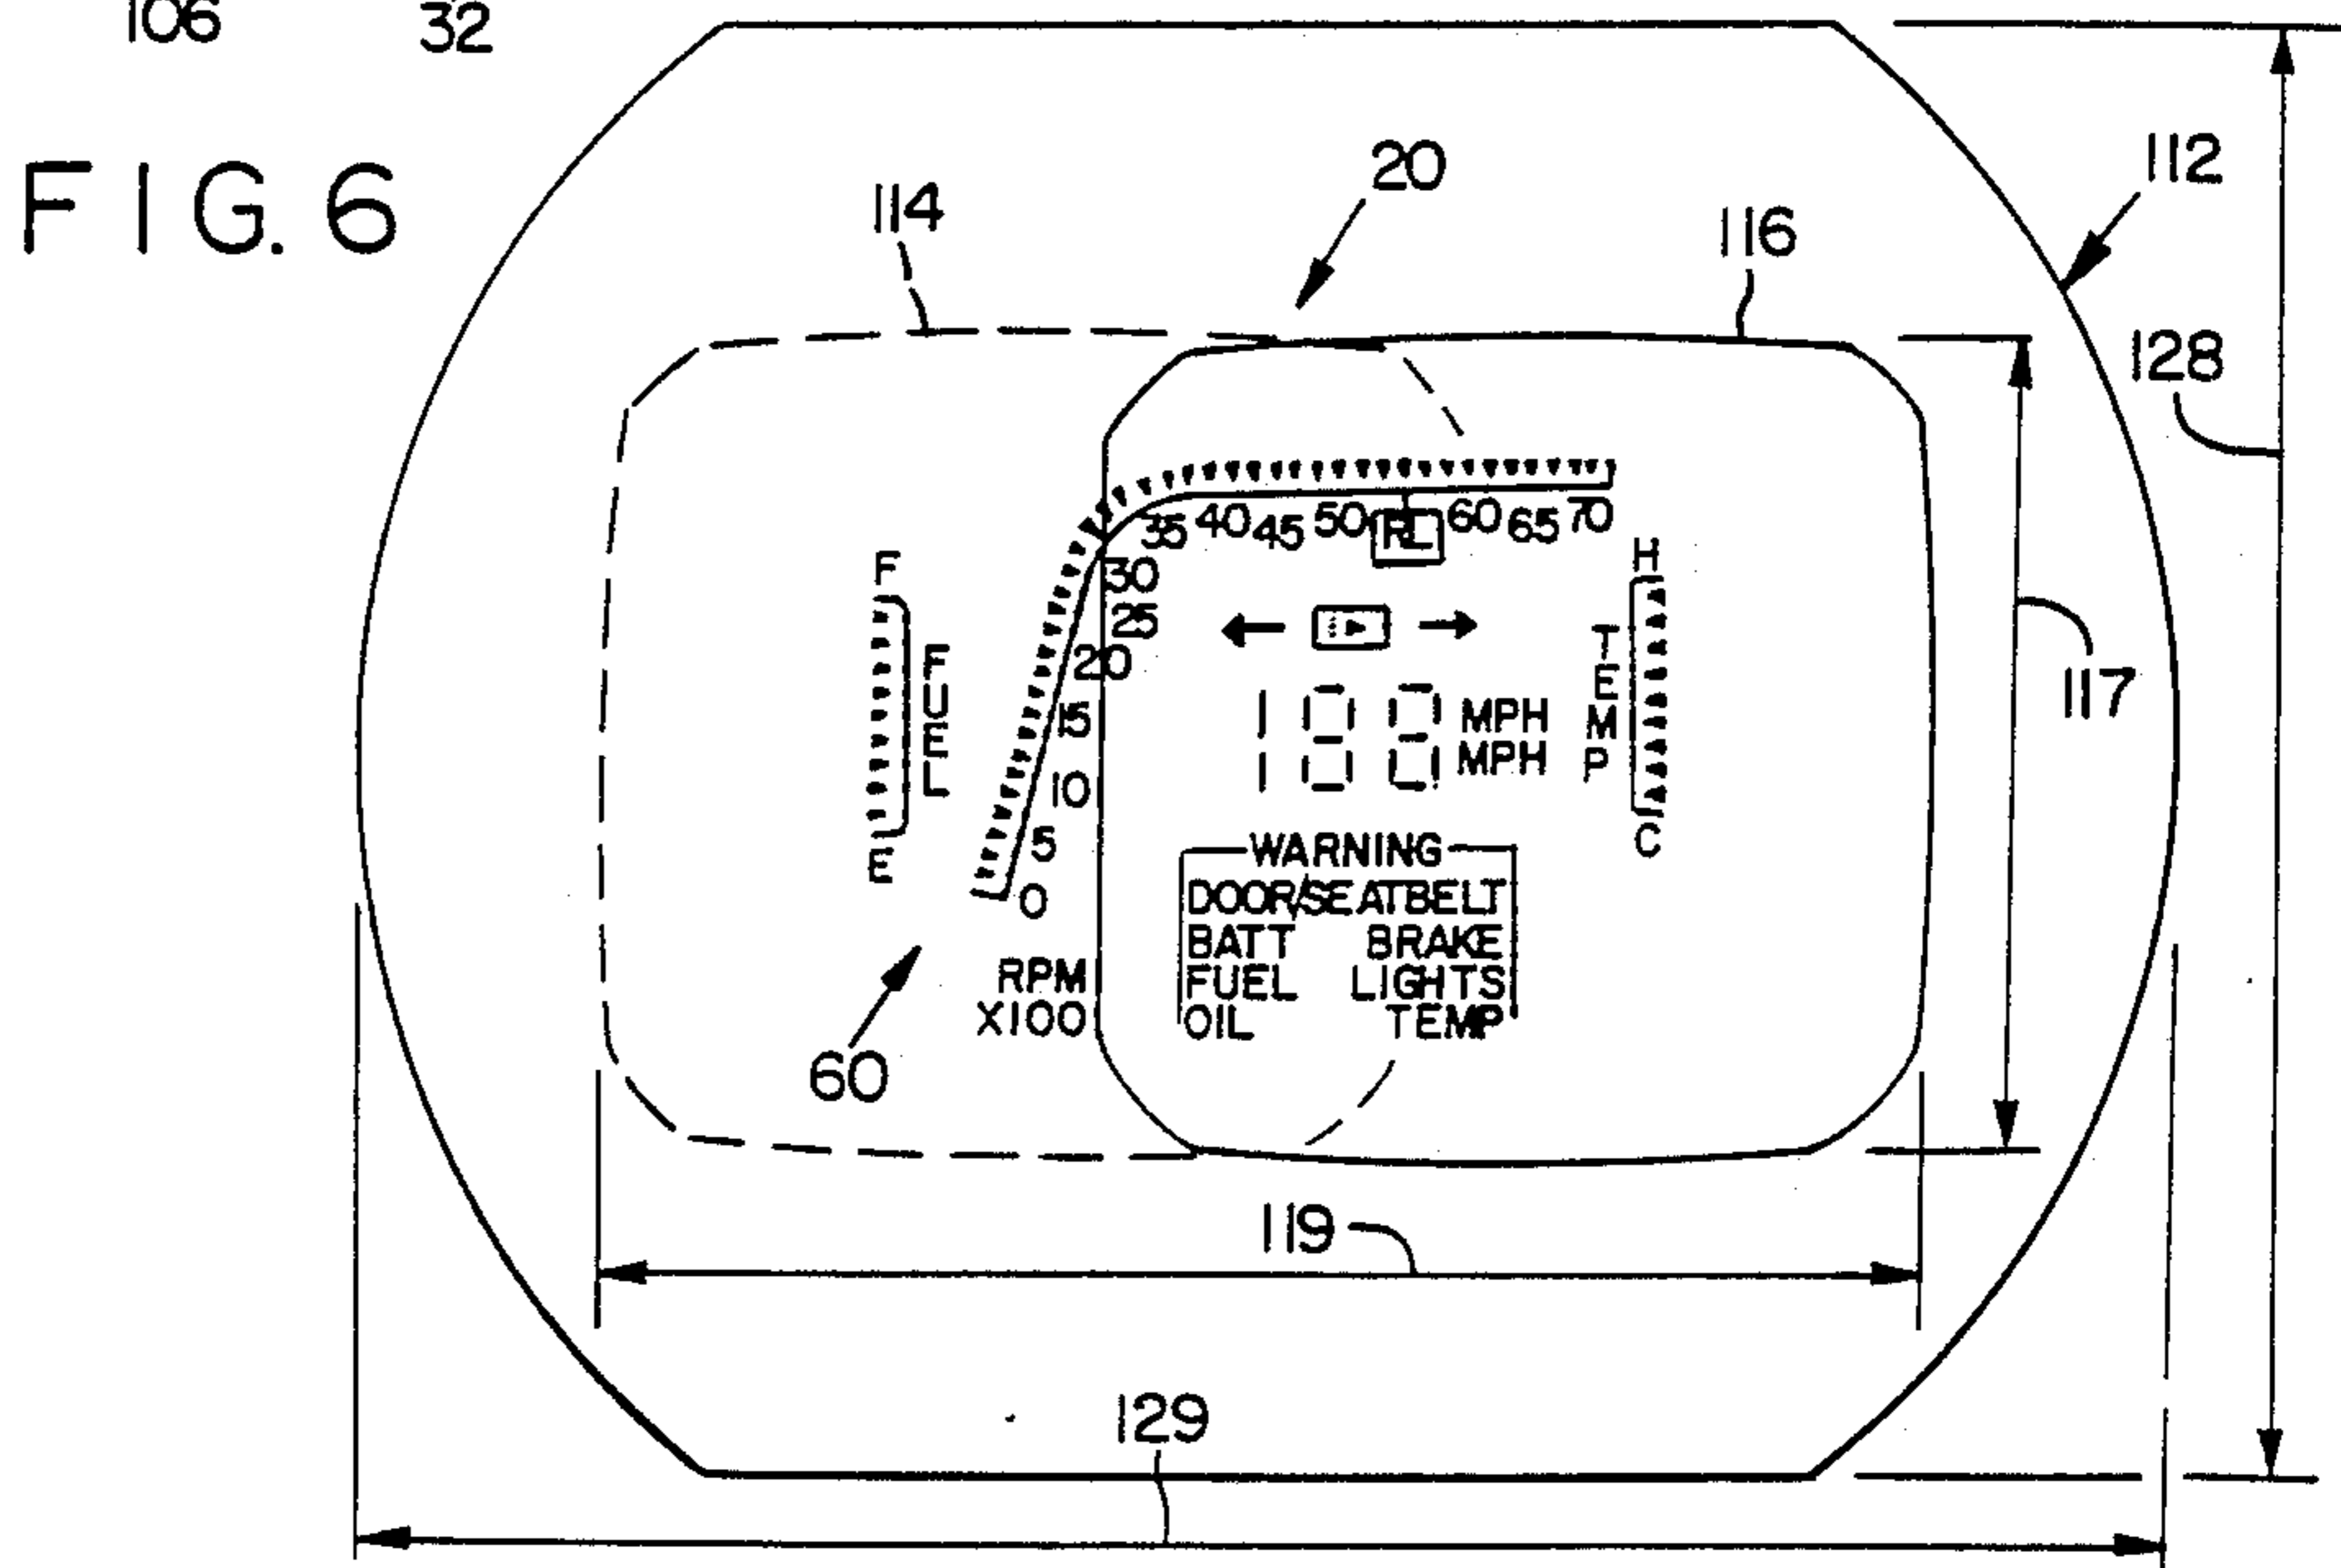 106
32
FIG. 6
114
20
116
112
128
117
35 40 45 50 RL 60 65 70
30
25
20
15
10
5
0
F
FUEL
E
H
TEMP
C
188 MPH
MPH
WARNING
DOOR/SEATBELT
BATT BRAKE
FUEL LIGHTS
OIL TEMP
RPM
X100
60
119
129